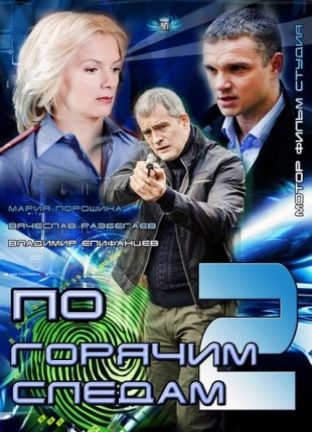 МОТОР ФИЛЬМ СТУДИЯ
МАРИЯ ПОРОШИНА
ВЯЧЕСЛАВ РАЗБЕГАЕВ
ВЛАДИМИР ЕПИФАНЦЕВ
ПО
ГОРЯЧИМ
СЛЕДАМ
2